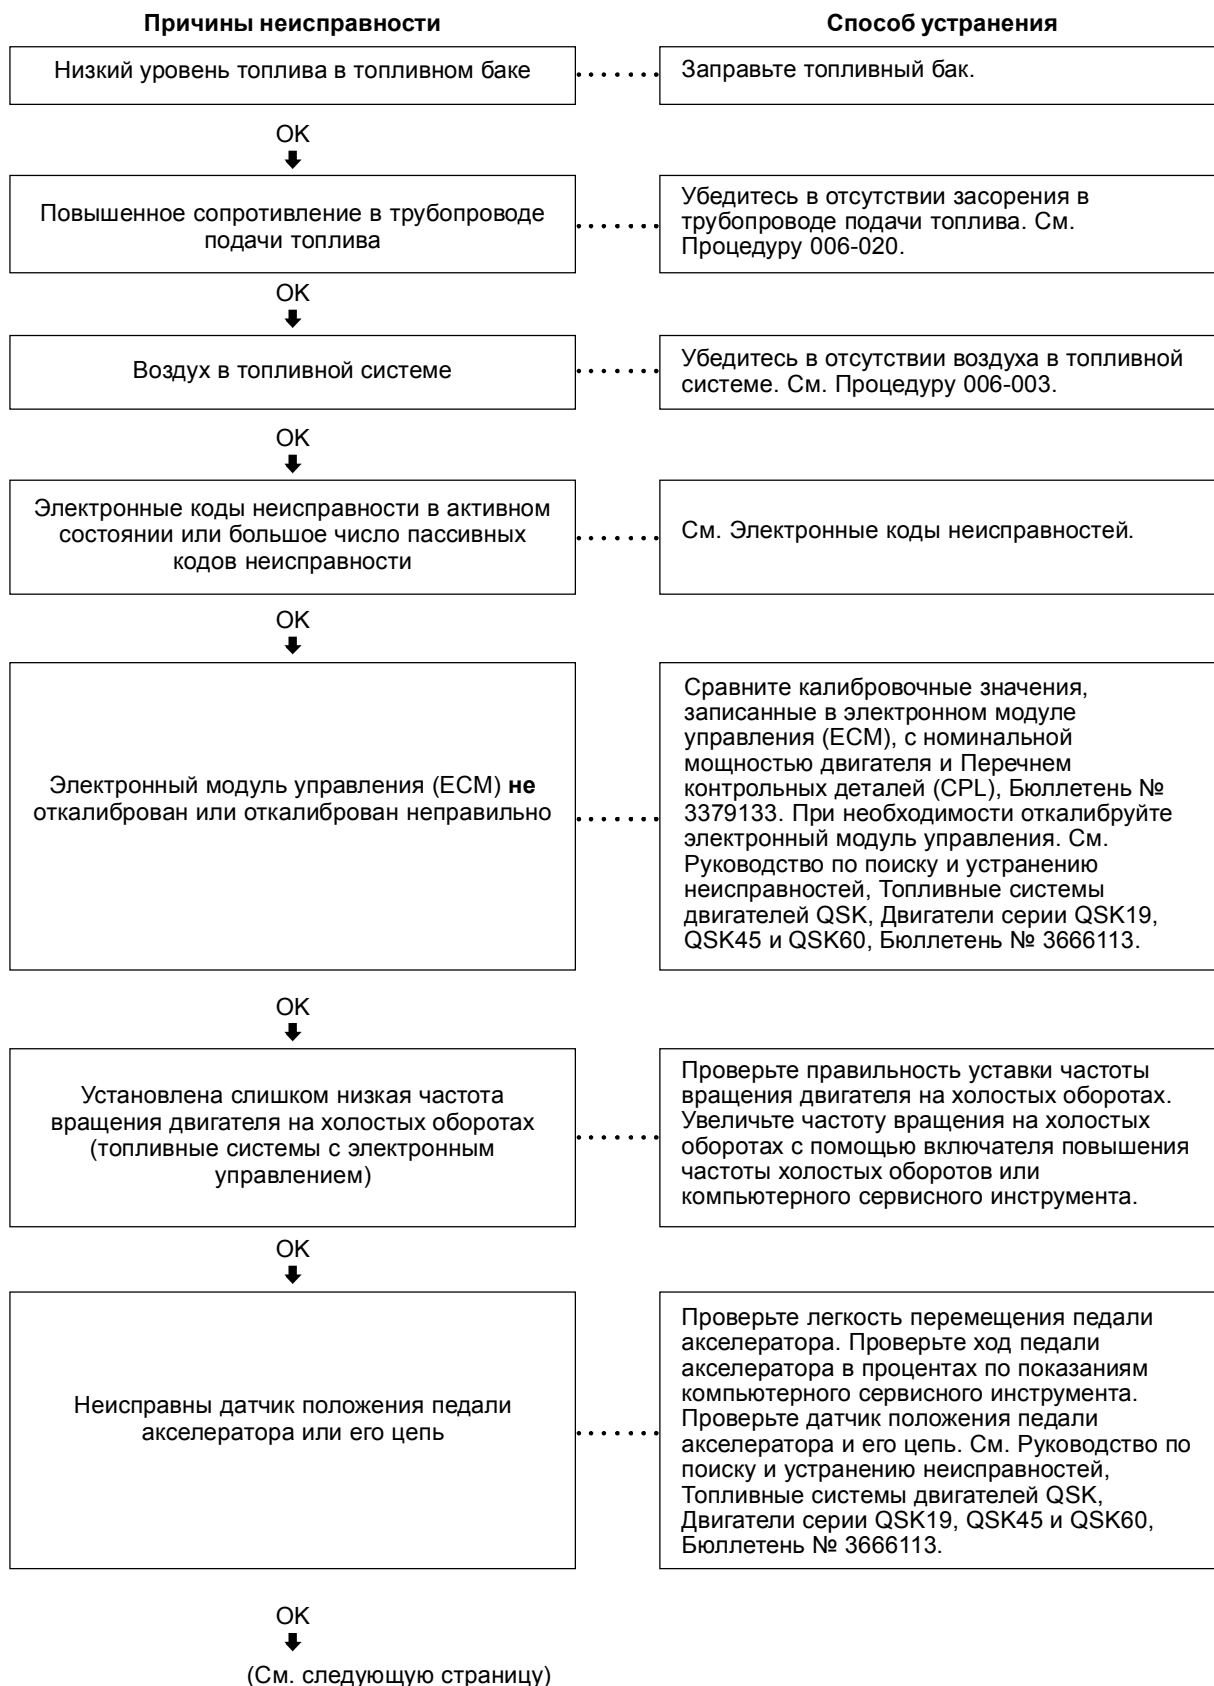 Причины неисправности
Способ устранения
Низкий уровень топлива в топливном баке
Заправьте топливный бак.
OK
Повышенное сопротивление в трубопроводе
подачи топлива
Убедитесь в отсутствии засорения в
трубопроводе подачи топлива. См.
Процедуру 006-020.
OK
Воздух в топливной системе
Убедитесь в отсутствии воздуха в топливной
системе. См. Процедуру 006-003.
OK
Электронные коды неисправности в активном
состоянии или большое число пассивных
кодов неисправности
См. Электронные коды неисправностей.
OK
Электронный модуль управления (ECM) не
откалиброван или откалиброван неправильно
Сравните калибровочные значения,
записанные в электронном модуле
управления (ECM), с номинальной
мощностью двигателя и Перечнем
контрольных деталей (CPL), Бюллетень №
3379133. При необходимости откалибруйте
электронный модуль управления. См.
Руководство по поиску и устранению
неисправностей, Топливные системы
двигателей QSK, Двигатели серии QSK19,
QSK45 и QSK60, Бюллетень № 3666113.
OK
Установлена слишком низкая частота
вращения двигателя на холостых оборотах
(топливные системы с электронным
управлением)
Проверьте правильность уставки частоты
вращения двигателя на холостых оборотах.
Увеличьте частоту вращения на холостых
оборотах с помощью включателя повышения
частоты холостых оборотов или
компьютерного сервисного инструмента.
OK
Неисправны датчик положения педали
акселератора или его цепь
Проверьте легкость перемещения педали
акселератора. Проверьте ход педали
акселератора в процентах по показаниям
компьютерного сервисного инструмента.
Проверьте датчик положения педали
акселератора и его цепь. См. Руководство по
поиску и устранению неисправностей,
Топливные системы двигателей QSK,
Двигатели серии QSK19, QSK45 и QSK60,
Бюллетень № 3666113.
OK
(См. следующую страницу)